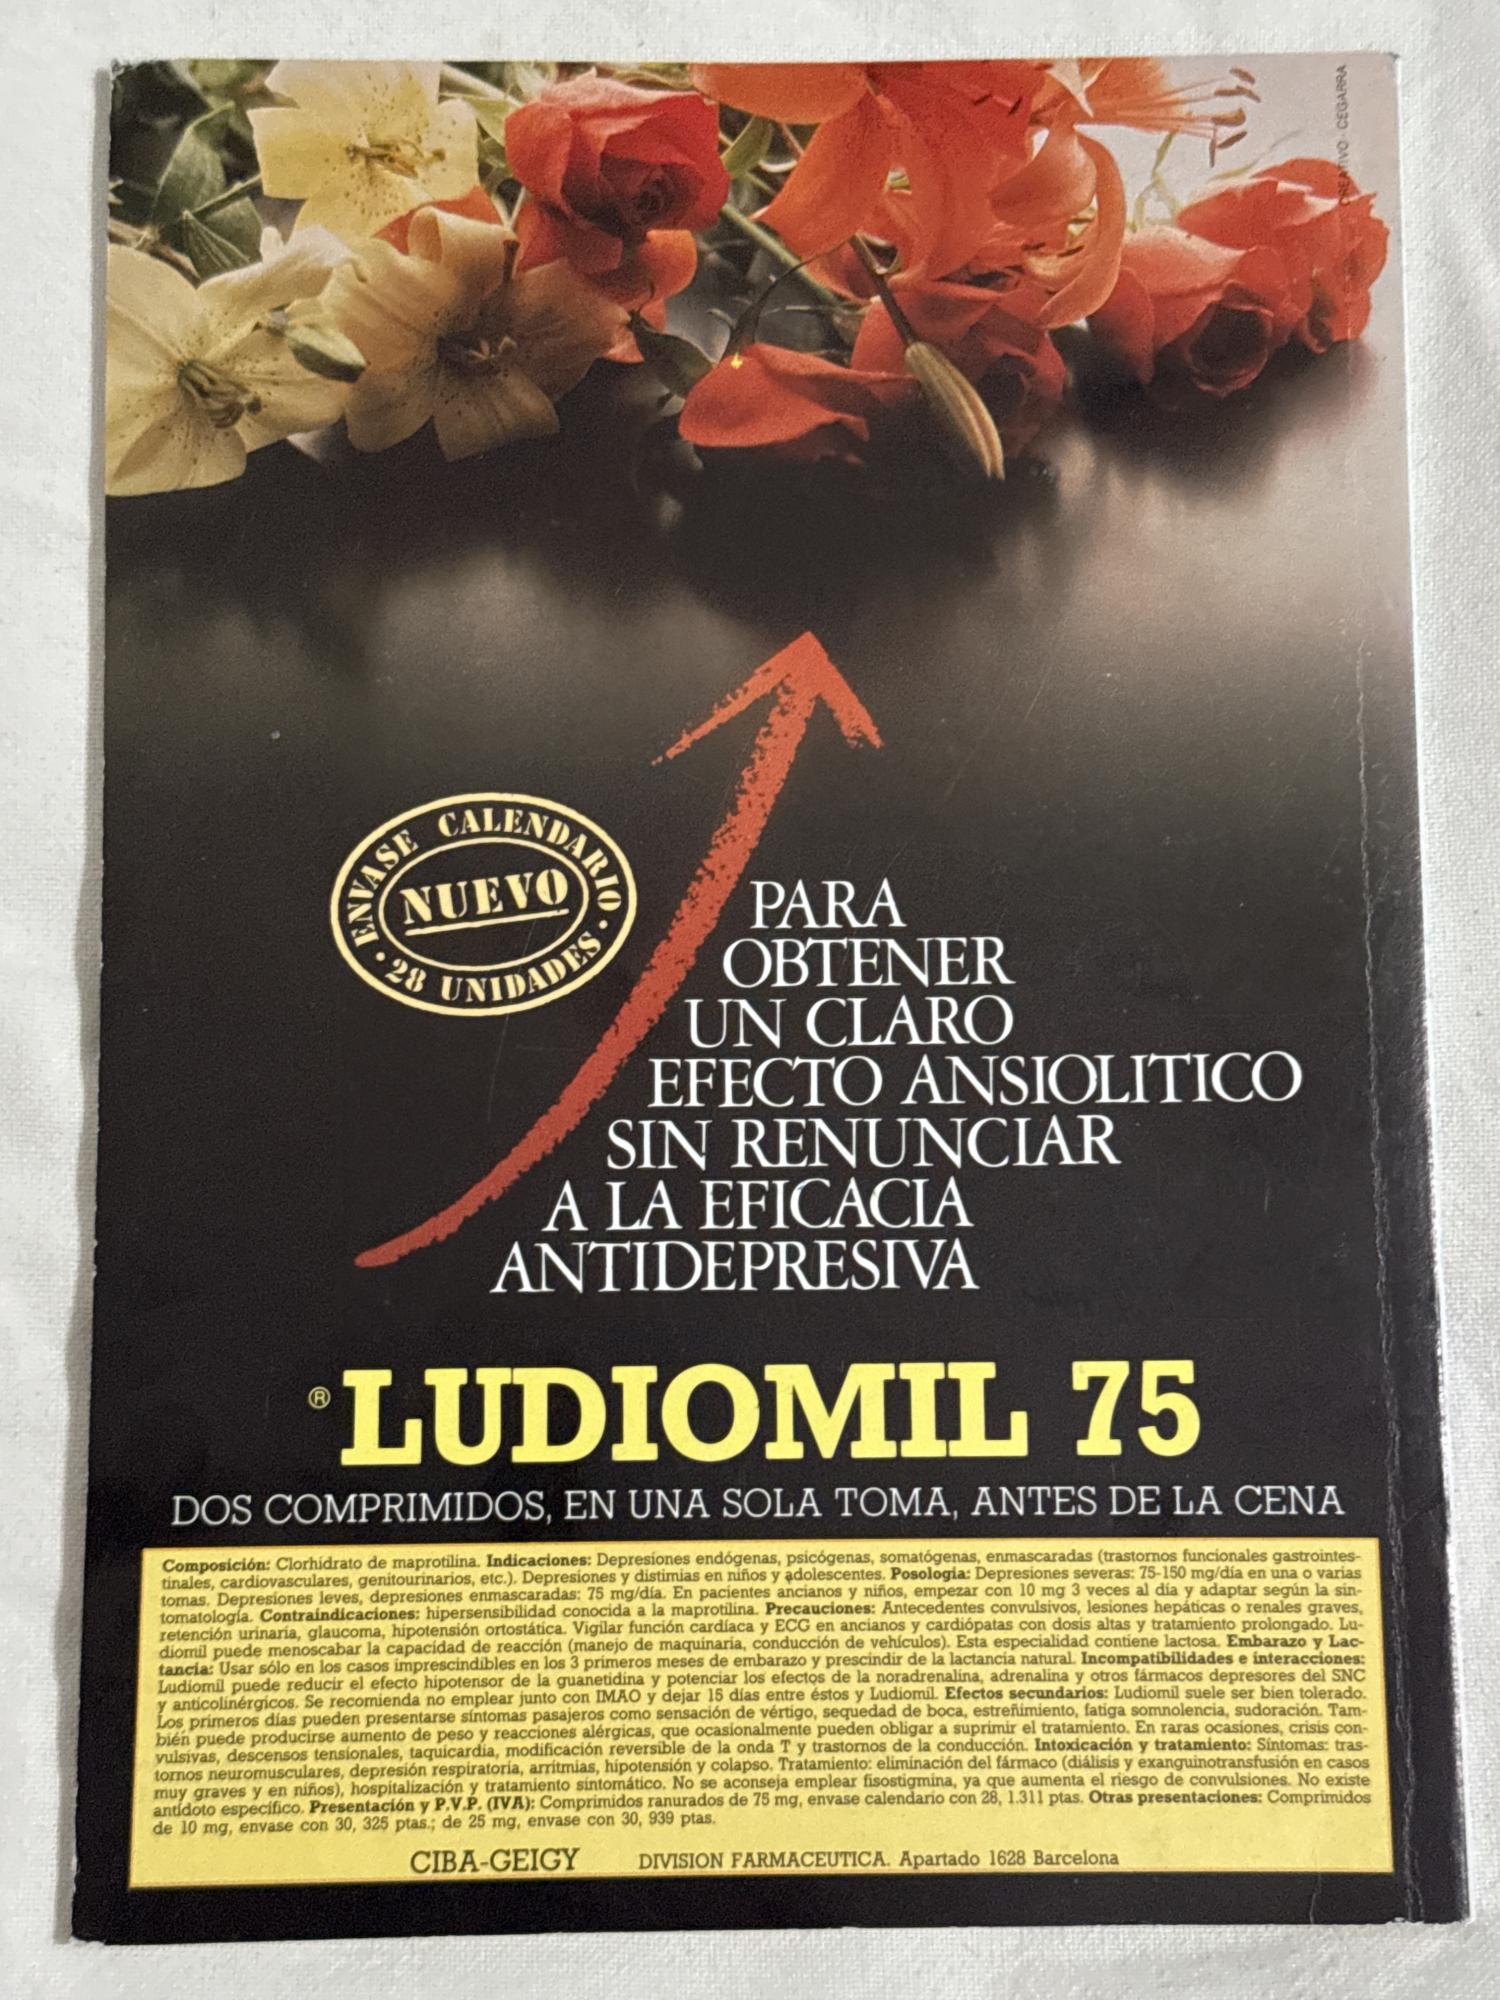 CREATIVO - CEGARRA
ENVASE CALENDARIO
NUEVO
· 28 UNIDADES ·
PARA
OBTENER
UN CLARO
EFECTO ANSIOLITICO
SIN RENUNCIAR
A LA EFICACIA
ANTIDEPRESIVA
® LUDIOMIL 75
DOS COMPRIMIDOS, EN UNA SOLA TOMA, ANTES DE LA CENA
Composición: Clorhidrato de maprotilina. Indicaciones: Depresiones endógenas, psicógenas, somatógenas, enmascaradas (trastornos funcionales gastrointes-
tinales, cardiovasculares, genitourinarios, etc.). Depresiones y distimias en niños y adolescentes. Posología: Depresiones severas: 75-150 mg/día en una o varias
tomas. Depresiones leves, depresiones enmascaradas: 75 mg/día. En pacientes ancianos y niños, empezar con 10 mg 3 veces al día y adaptar según la sin-
tomatología. Contraindicaciones: hipersensibilidad conocida a la maprotilina. Precauciones: Antecedentes convulsivos, lesiones hepáticas o renales graves,
retención urinaria, glaucoma, hipotensión ortostática. Vigilar función cardíaca y ECG en ancianos y cardiópatas con dosis altas y tratamiento prolongado. Lu-
diomil puede menoscabar la capacidad de reacción (manejo de maquinaria, conducción de vehículos). Esta especialidad contiene lactosa. Embarazo y Lac-
tancia: Usar sólo en los casos imprescindibles en los 3 primeros meses de embarazo y prescindir de la lactancia natural. Incompatibilidades e interacciones:
Ludiomil puede reducir el efecto hipotensor de la guanetidina y potenciar los efectos de la noradrenalina, adrenalina y otros fármacos depresores del SNC
y anticolinérgicos. Se recomienda no emplear junto con IMAO y dejar 15 días entre éstos y Ludiomil. Efectos secundarios: Ludiomil suele ser bien tolerado.
Los primeros días pueden presentarse síntomas pasajeros como sensación de vértigo, sequedad de boca, estreñimiento, fatiga somnolencia, sudoración. Tam-
bién puede producirse aumento de peso y reacciones alérgicas, que ocasionalmente pueden obligar a suprimir el tratamiento. En raras ocasiones, crisis con-
vulsivas, descensos tensionales, taquicardia, modificación reversible de la onda T y trastornos de la conducción. Intoxicación y tratamiento: Síntomas: tras-
tornos neuromusculares, depresión respiratoria, arritmias, hipotensión y colapso. Tratamiento: eliminación del fármaco (diálisis y exanguinotransfusión en casos
muy graves y en niños), hospitalización y tratamiento sintomático. No se aconseja emplear fisostigmina, ya que aumenta el riesgo de convulsiones. No existe
antídoto específico. Presentación y P.V.P. (IVA): Comprimidos ranurados de 75 mg, envase calendario con 28, 1.311 ptas. Otras presentaciones: Comprimidos
de 10 mg, envase con 30, 325 ptas.; de 25 mg, envase con 30, 939 ptas.
CIBA-GEIGY DIVISION FARMACEUTICA. Apartado 1628 Barcelona